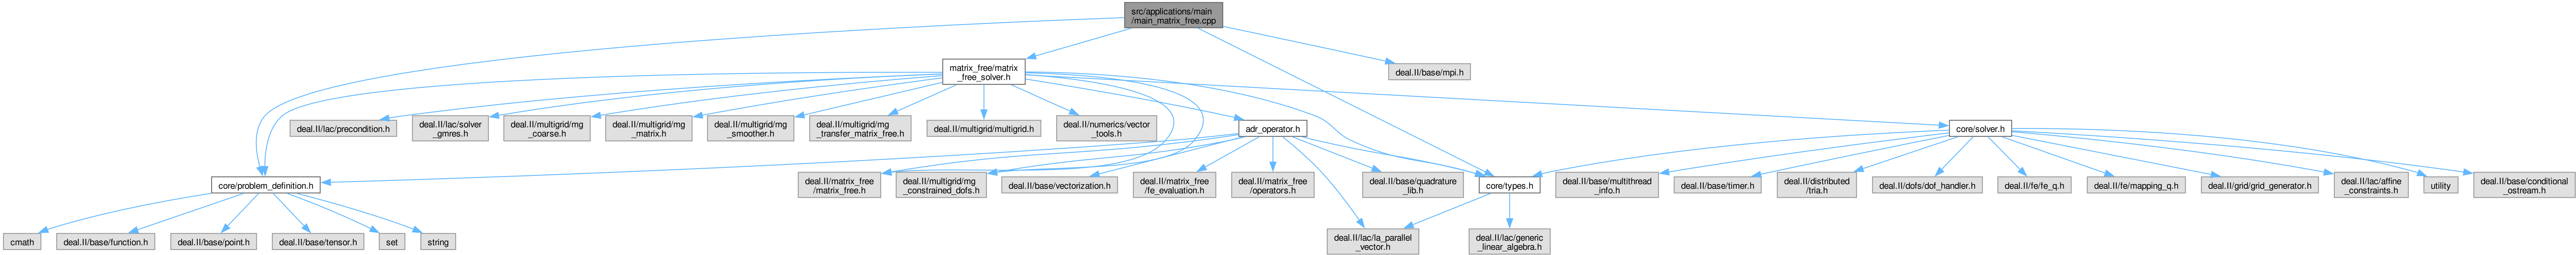 src/applications/main
/main_matrix_free.cpp
matrix_free/matrix
_free_solver.h
deal.II/base/mpi.h
deal.II/lac/precondition.h
deal.II/lac/solver
_gmres.h
deal.II/multigrid/mg
_coarse.h
deal.II/multigrid/mg
_matrix.h
deal.II/multigrid/mg
_smoother.h
deal.II/multigrid/mg
_transfer_matrix_free.h
deal.II/multigrid/multigrid.h
deal.II/numerics/vector
_tools.h
adr_operator.h
core/solver.h
core/problem_definition.h
deal.II/matrix_free
/matrix_free.h
deal.II/multigrid/mg
_constrained_dofs.h
deal.II/base/vectorization.h
deal.II/matrix_free
/fe_evaluation.h
deal.II/matrix_free
/operators.h
deal.II/base/quadrature
_lib.h
core/types.h
deal.II/base/multithread
_info.h
deal.II/base/timer.h
deal.II/distributed
/tria.h
deal.II/dofs/dof_handler.h
deal.II/fe/fe_q.h
deal.II/fe/mapping_q.h
deal.II/grid/grid_generator.h
deal.II/lac/affine
_constraints.h
utility
deal.II/base/conditional
_ostream.h
cmath
deal.II/base/function.h
deal.II/base/point.h
deal.II/base/tensor.h
set
string
deal.II/lac/la_parallel
_vector.h
deal.II/lac/generic
_linear_algebra.h